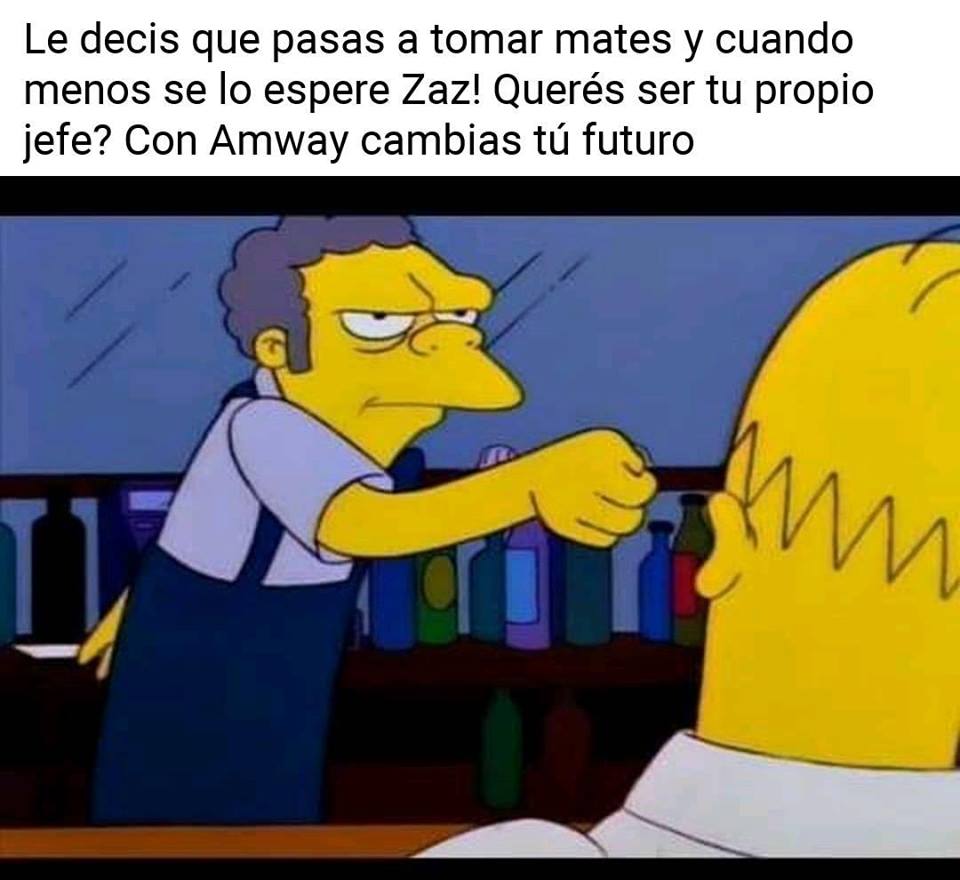 Le decis que pasas a tomar mates y cuando
menos se lo espere Zaz! Querés ser tu propio
jefe? Con Amway cambias tú futuro